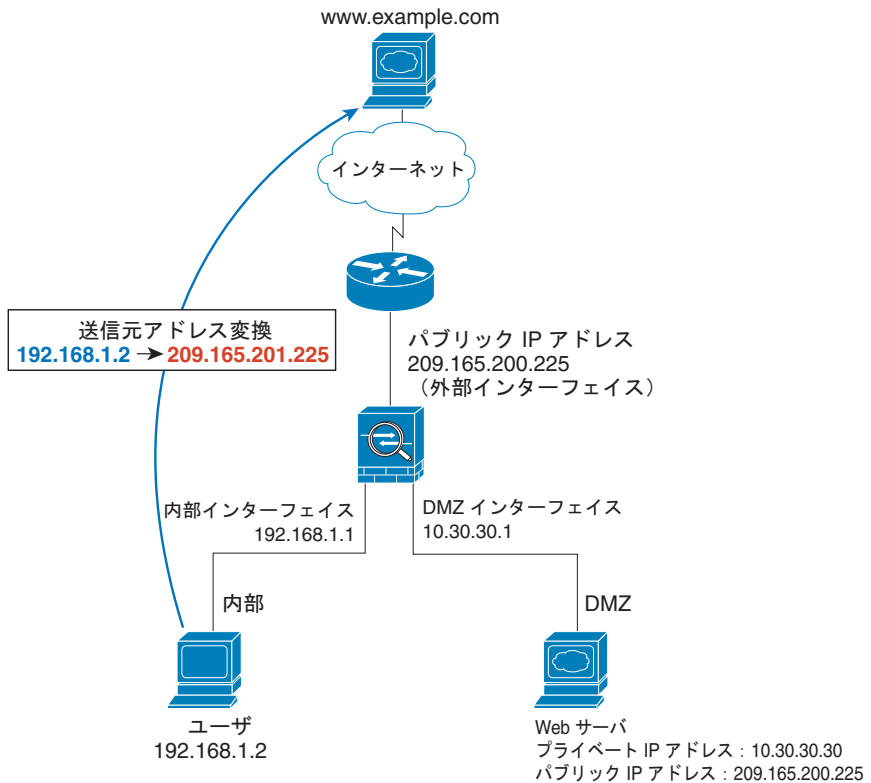 www.example.com
インターネット
送信元アドレス変換
192.168.1.2 → 209.165.201.225
パブリック IP アドレス
209.165.200.225
（外部インターフェイス）
内部インターフェイス
192.168.1.1
DMZ インターフェイス
10.30.30.1
内部
DMZ
ユーザ
192.168.1.2
Web サーバ
プライベート IP アドレス : 10.30.30.30
パブリック IP アドレス : 209.165.200.225